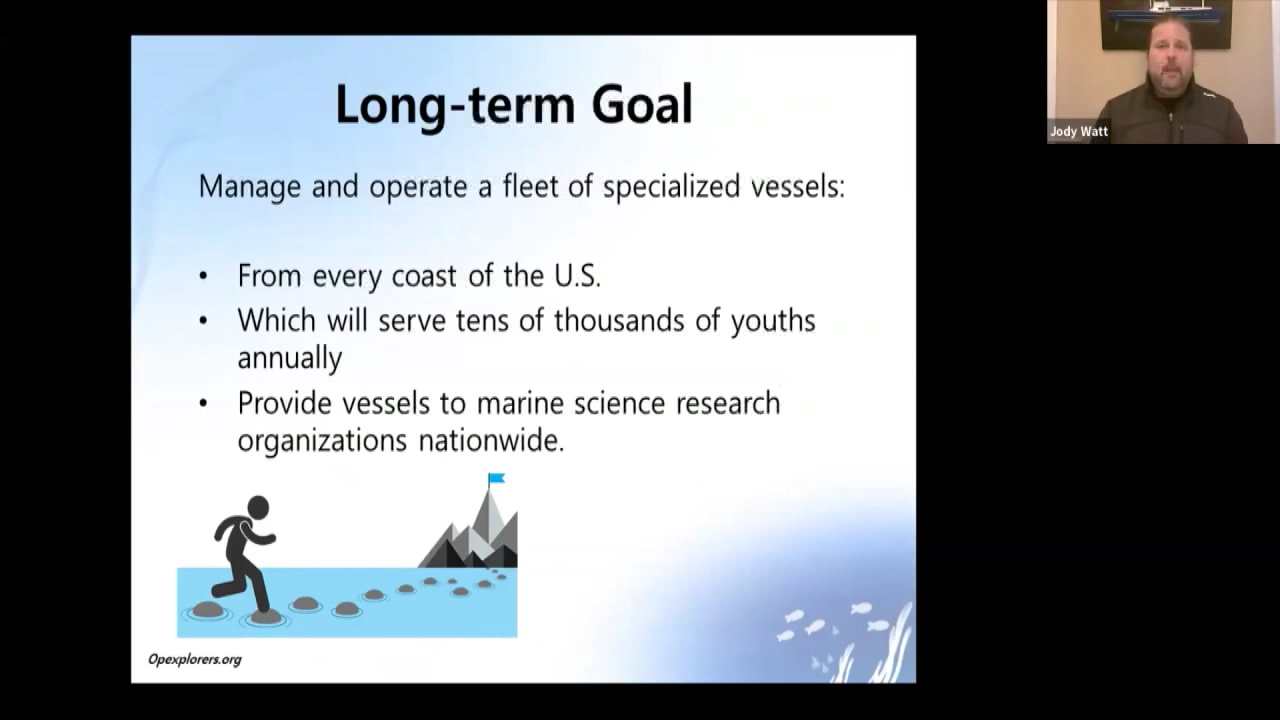 Long-term Goal
Manage and operate a fleet of specialized vessels:
• From every coast of the U.S.
• Which will serve tens of thousands of youths
annually
• Provide vessels to marine science research
organizations nationwide.
Opexplorers.org
Jody Watt